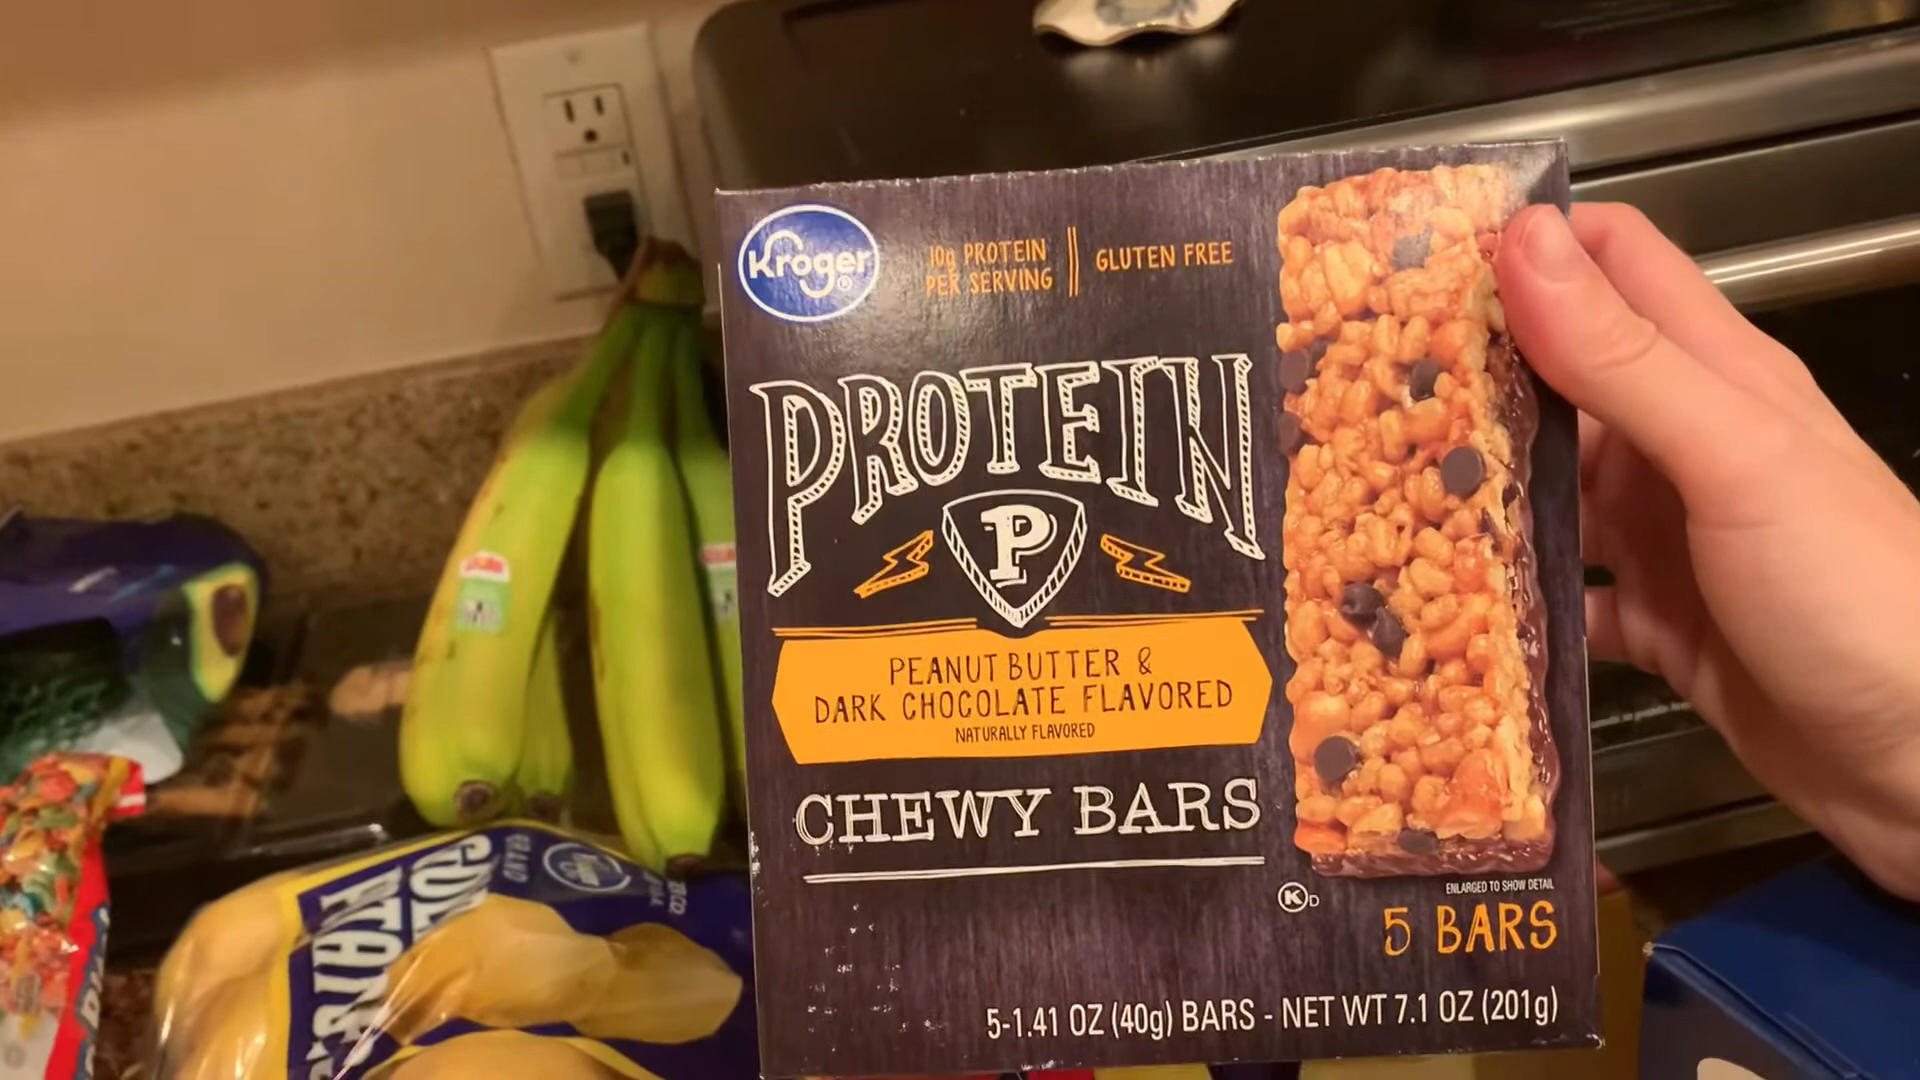 Kroger®
10g PROTEIN
PER SERVING
GLUTEN FREE
PROTEIN
P
PEANUT BUTTER &
DARK CHOCOLATE FLAVORED
NATURALLY FLAVORED
CHEWY BARS
K D
ENLARGED TO SHOW DETAIL
5 BARS
5-1.41 OZ (40g) BARS - NET WT 7.1 OZ (201g)
Kroger